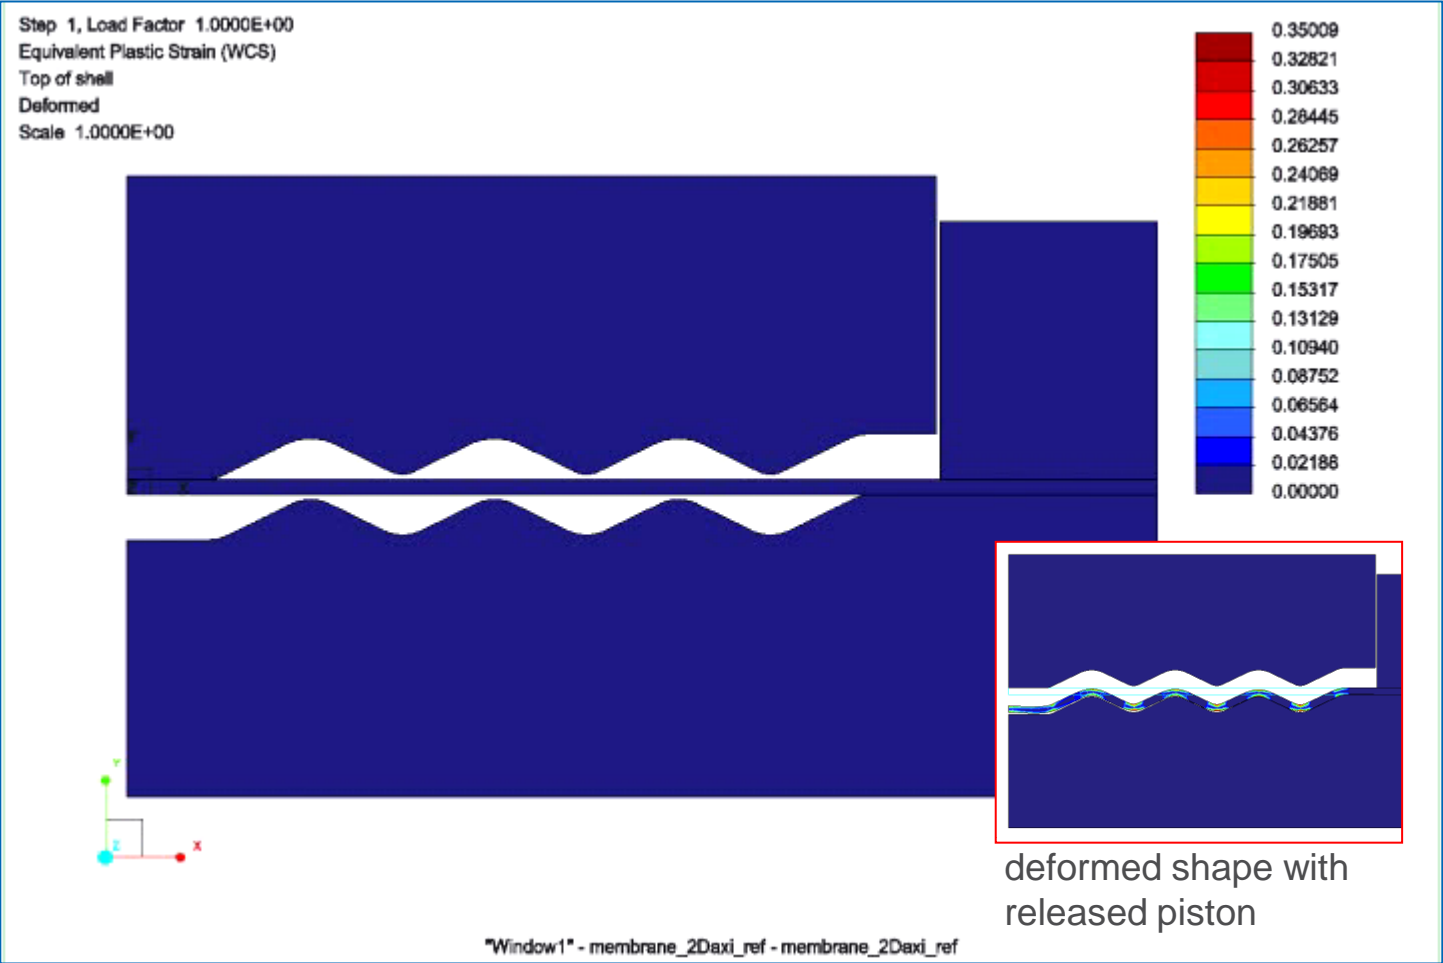 Step 1, Load Factor 1.0000E+00
Equivalent Plastic Strain (WCS)
Top of shell
Deformed
Scale 1.0000E+00
0.35009
0.32821
0.30633
0.28445
0.26257
0.24069
0.21881
0.19693
0.17505
0.15317
0.13129
0.10940
0.08752
0.06564
0.04376
0.02188
0.00000
Y
Z
X
Y
Z
X
deformed shape with
released piston
"Window1" - membrane_2Daxi_ref - membrane_2Daxi_ref